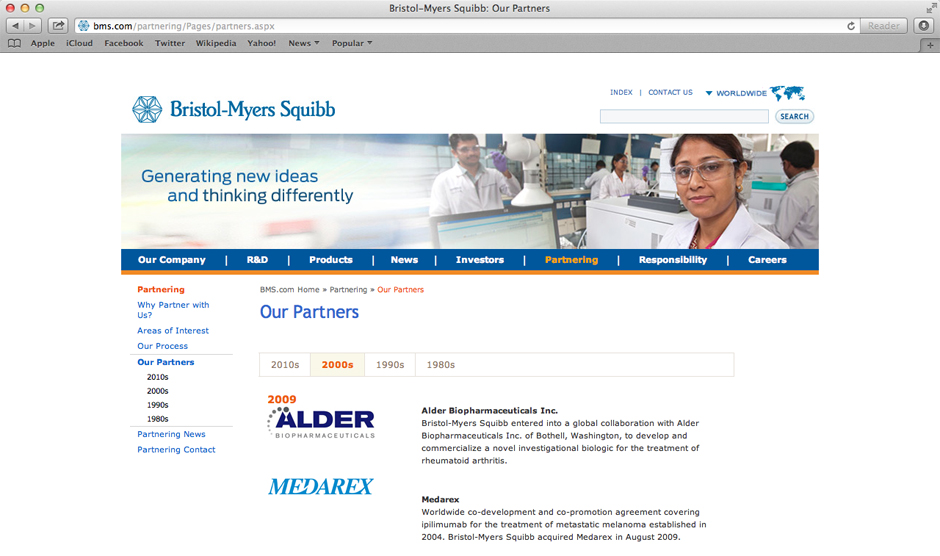 Bristol-Myers Squibb: Our Partners
bms.com/partnering/Pages/partners.aspx
Reader
Apple iCloud Facebook Twitter Wikipedia Yahoo! News Popular
INDEX | CONTACT US WORLDWIDE
Bristol-Myers Squibb
SEARCH
Generating new ideas
and thinking differently
Our Company | R&D | Products | News | Investors | Partnering | Responsibility | Careers
Partnering
Why Partner with
Us?
Areas of Interest
Our Process
Our Partners
2010s
2000s
1990s
1980s
Partnering News
Partnering Contact
BMS.com Home » Partnering » Our Partners
Our Partners
2010s 2000s 1990s 1980s
2009
ALDER
BIOPHARMACEUTICALS
Alder Biopharmaceuticals Inc.
Bristol-Myers Squibb entered into a global collaboration with Alder
Biopharmaceuticals Inc. of Bothell, Washington, to develop and
commercialize a novel investigational biologic for the treatment of
rheumatoid arthritis.
MEDAREX
Medarex
Worldwide co-development and co-promotion agreement covering
ipilimumab for the treatment of metastatic melanoma established in
2004. Bristol-Myers Squibb acquired Medarex in August 2009.